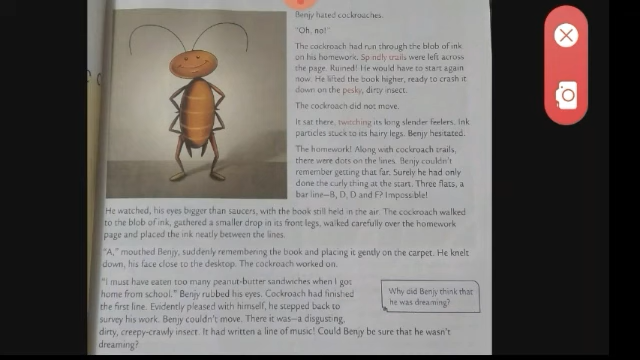 Benjy hated cockroaches.
"Oh, no!"
The cockroach had run through the blob of ink
on his homework. Spindly trails were left across
the page. Ruined! He would have to start again
now. He lifted the book higher, ready to crash it
down on the pesky, dirty insect.
The cockroach did not move.
It sat there, twitching its long slender feelers. Ink
particles stuck to its hairy legs. Benjy hesitated.
The homework! Along with cockroach trails,
there were dots on the lines. Benjy couldn't
remember getting that far. Surely he had only
done the curly thing at the start. Three flats, a
bar line—B, D, D and F? Impossible!
He watched, his eyes bigger than saucers, with the book still held in the air. The cockroach walked
to the blob of ink, gathered a smaller drop in its front legs, walked carefully over the homework
page and placed the ink neatly between the lines.
"A," mouthed Benjy, suddenly remembering the book and placing it gently on the carpet. He knelt
down, his face close to the desktop. The cockroach worked on.
"I must have eaten too many peanut-butter sandwiches when I got
home from school," Benjy rubbed his eyes. Cockroach had finished
the first line. Evidently pleased with himself, he stepped back to
survey his work. Benjy couldn't move. There it was—a disgusting,
dirty, creepy-crawly insect. It had written a line of music! Could Benjy be sure that he wasn't
dreaming?
Why did Benjy think that
he was dreaming?